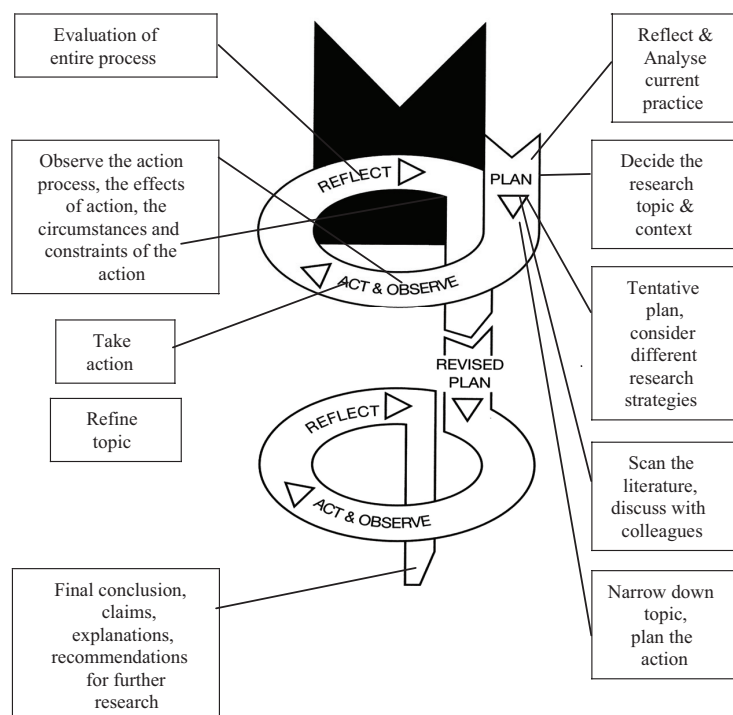 Evaluation of
entire process
Reflect &
Analyse
current
practice
Observe the action
process, the effects
of action, the
circumstances and
constraints of the
action
REFLECT
PLAN
Decide the
research
topic &
context
ACT & OBSERVE
Take
action
Tentative
plan,
consider
different
research
strategies
REVISED
PLAN
Refine
topic
REFLECT
ACT & OBSERVE
Scan the
literature,
discuss with
colleagues
Final conclusion,
claims,
explanations,
recommendations
for further
research
Narrow down
topic,
plan the
action